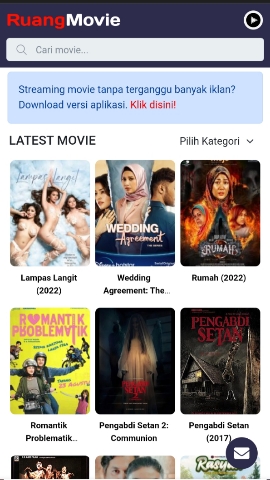 RuangMovie
Cari movie...
Streaming movie tanpa terganggu banyak iklan?
Download versi aplikasi. Klik disini!
LATEST MOVIE
Pilih Kategori
Lampas Langit
WEDDING
Agreement
RUMAH
Lampas Langit
(2022)
Wedding
Agreement: The...
Rumah (2022)
ROMANTIK
PROBLEMATIK
2
PENGABDI
SETAN
Romantik
Problematik...
Pengabdi Setan 2:
Communion
Pengabdi Setan
(2017)